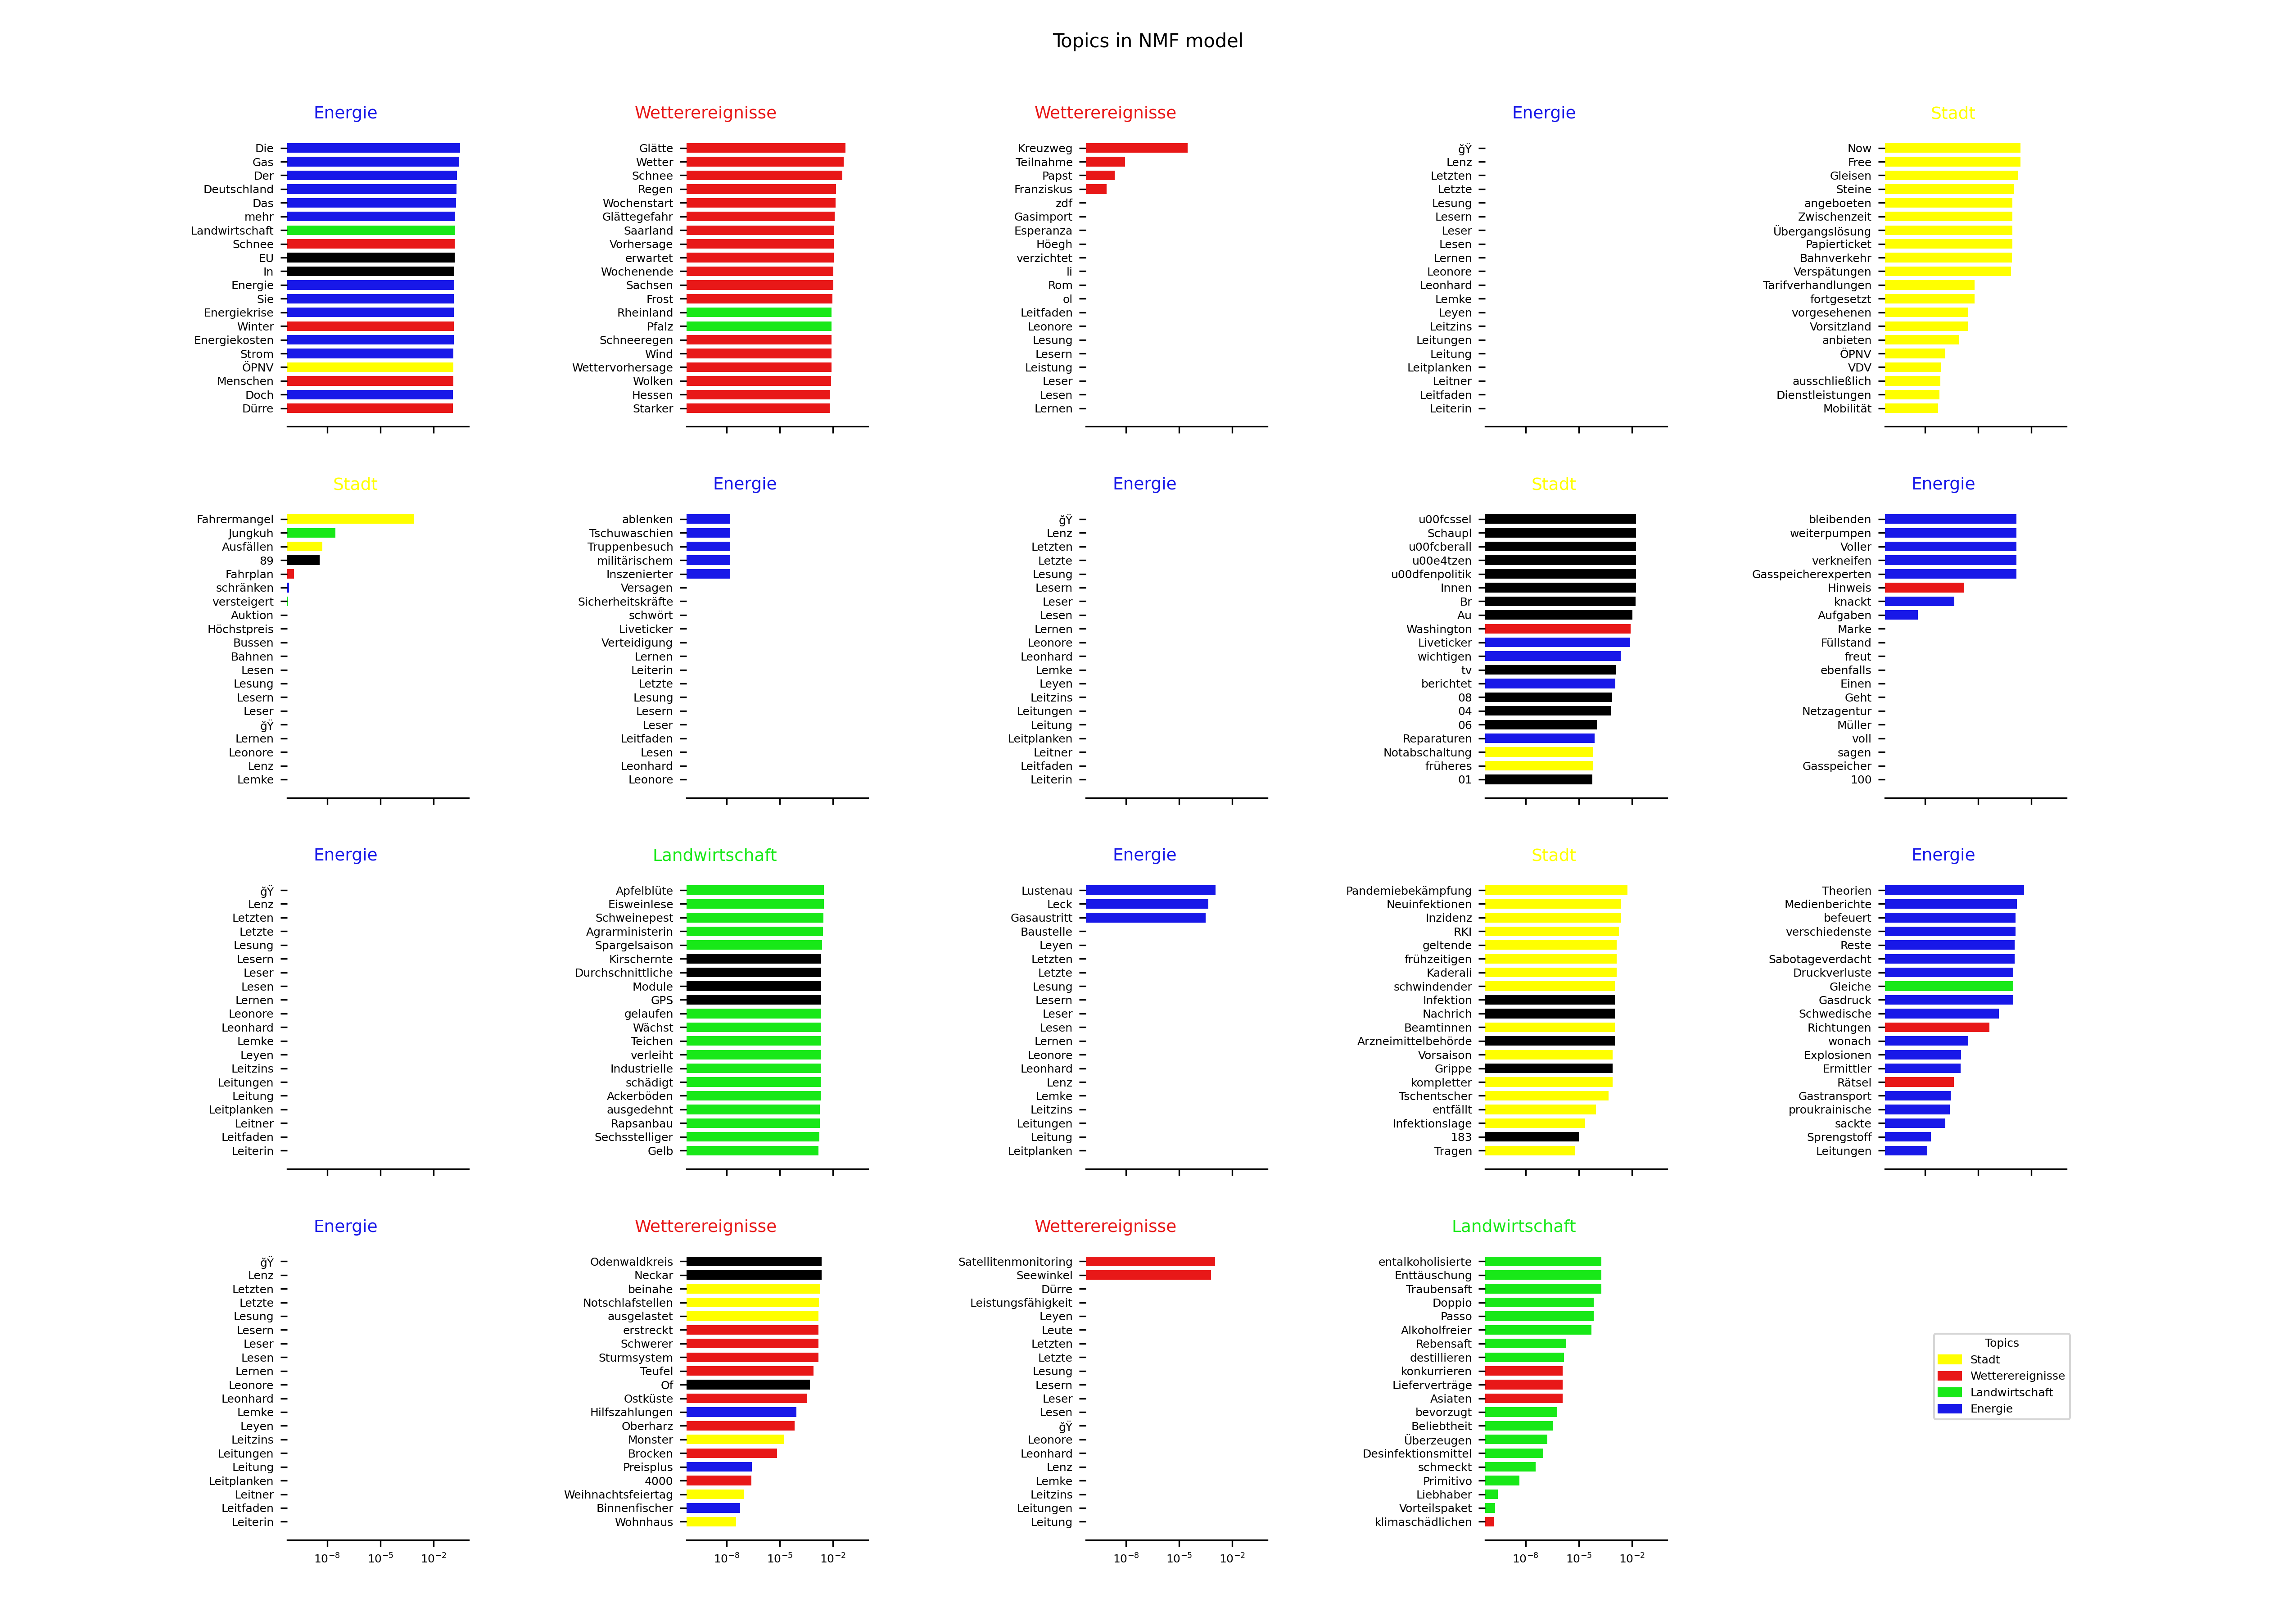 Topics in NMF model
Energie
Die
Gas
Der
Deutschland
Das
mehr
Landwirtschaft
Schnee
EU
In
Energie
Sie
Energiekrise
Winter
Energiekosten
Strom
ÖPNV
Menschen
Doch
Dürre
Wetterereignisse
Glätte
Wetter
Schnee
Regen
Wochenstart
Glättegefahr
Saarland
Vorhersage
erwartet
Wochenende
Sachsen
Frost
Rheinland
Pfalz
Schneeregen
Wind
Wettervorhersage
Wolken
Hessen
Starker
Wetterereignisse
Kreuzweg
Teilnahme
Papst
Franziskus
zdf
Gasimport
Esperanza
Höegh
verzichtet
li
Rom
ol
Leitfaden
Leonore
Lesung
Lesern
Leistung
Leser
Lesen
Lernen
Energie
ğŸ
Lenz
Letzten
Letzte
Lesung
Lesern
Leser
Lesen
Lernen
Leonore
Leonhard
Lemke
Leyen
Leitzins
Leitungen
Leitung
Leitplanken
Leitner
Leitfaden
Leiterin
Stadt
Now
Free
Gleisen
Steine
angeboeten
Zwischenzeit
Übergangslösung
Papierticket
Bahnverkehr
Verspätungen
Tarifverhandlungen
fortgesetzt
vorgesehenen
Vorsitzland
anbieten
ÖPNV
VDV
ausschließlich
Dienstleistungen
Mobilität
Stadt
Fahrermangel
Jungkuh
Ausfällen
89
Fahrplan
schränken
versteigert
Auktion
Höchstpreis
Bussen
Bahnen
Lesen
Lesung
Lesern
Leser
ğŸ
Lernen
Leonore
Lenz
Lemke
Energie
ablenken
Tschuwaschien
Truppenbesuch
militärischem
Inszenierter
Versagen
Sicherheitskräfte
schwört
Liveticker
Verteidigung
Lernen
Leiterin
Letzte
Lesung
Lesern
Leser
Leitfaden
Lesen
Leonhard
Leonore
Energie
ğŸ
Lenz
Letzten
Letzte
Lesung
Lesern
Leser
Lesen
Lernen
Leonore
Leonhard
Lemke
Leyen
Leitzins
Leitungen
Leitung
Leitplanken
Leitner
Leitfaden
Leiterin
Stadt
u00fcssel
Schaupl
u00fcberall
u00e4tzen
u00dfenpolitik
Innen
Br
Au
Washington
Liveticker
wichtigen
tv
berichtet
08
04
06
Reparaturen
Notabschaltung
früheres
01
Energie
bleibenden
weiterpumpen
Voller
verkneifen
Gasspeicherexperten
Hinweis
knackt
Aufgaben
Marke
Füllstand
freut
ebenfalls
Einen
Geht
Netzagentur
Müller
voll
sagen
Gasspeicher
100
Energie
ğŸ
Lenz
Letzten
Letzte
Lesung
Lesern
Leser
Lesen
Lernen
Leonore
Leonhard
Lemke
Leyen
Leitzins
Leitungen
Leitung
Leitplanken
Leitner
Leitfaden
Leiterin
Landwirtschaft
Apfelblüte
Eisweinlese
Schweinepest
Agrarministerin
Spargelsaison
Kirschernte
Durchschnittliche
Module
GPS
gelaufen
Wächst
Teichen
verleiht
Industrielle
schädigt
Ackerböden
ausgedehnt
Rapsanbau
Sechsstelliger
Gelb
Energie
Lustenau
Leck
Gasaustritt
Baustelle
Leyen
Letzten
Letzte
Lesung
Lesern
Leser
Lesen
Lernen
Leonore
Leonhard
Lenz
Lemke
Leitzins
Leitungen
Leitung
Leitplanken
Stadt
Pandemiebekämpfung
Neuinfektionen
Inzidenz
RKI
geltende
frühzeitigen
Kaderali
schwindender
Infektion
Nachrich
Beamtinnen
Arzneimittelbehörde
Vorsaison
Grippe
kompletter
Tschentscher
entfällt
Infektionslage
183
Tragen
Energie
Theorien
Medienberichte
befeuert
verschiedenste
Reste
Sabotageverdacht
Druckverluste
Gleiche
Gasdruck
Schwedische
Richtungen
wonach
Explosionen
Ermittler
Rätsel
Gastransport
proukrainische
sackte
Sprengstoff
Leitungen
Energie
ğŸ
Lenz
Letzten
Letzte
Lesung
Lesern
Leser
Lesen
Lernen
Leonore
Leonhard
Lemke
Leyen
Leitzins
Leitungen
Leitung
Leitplanken
Leitner
Leitfaden
Leiterin
10⁻⁸ 10⁻⁵ 10⁻²
Wetterereignisse
Odenwaldkreis
Neckar
beinahe
Notschlafstellen
ausgelastet
erstreckt
Schwerer
Sturmsystem
Teufel
Of
Ostküste
Hilfszahlungen
Oberharz
Monster
Brocken
Preisplus
4000
Weihnachtsfeiertag
Binnenfischer
Wohnhaus
10⁻⁸ 10⁻⁵ 10⁻²
Wetterereignisse
Satellitenmonitoring
Seewinkel
Dürre
Leistungsfähigkeit
Leyen
Leute
Letzten
Letzte
Lesung
Lesern
Leser
Lesen
ğŸ
Leonore
Leonhard
Lenz
Lemke
Leitzins
Leitungen
Leitung
10⁻⁸ 10⁻⁵ 10⁻²
Landwirtschaft
entalkoholisierte
Enttäuschung
Traubensaft
Doppio
Passo
Alkoholfreier
Rebensaft
destillieren
konkurrieren
Lieferverträge
Asiaten
bevorzugt
Beliebtheit
Überzeugen
Desinfektionsmittel
schmeckt
Primitivo
Liebhaber
Vorteilspaket
klimaschädlichen
10⁻⁸ 10⁻⁵ 10⁻²
Topics
Stadt
Wetterereignisse
Landwirtschaft
Energie